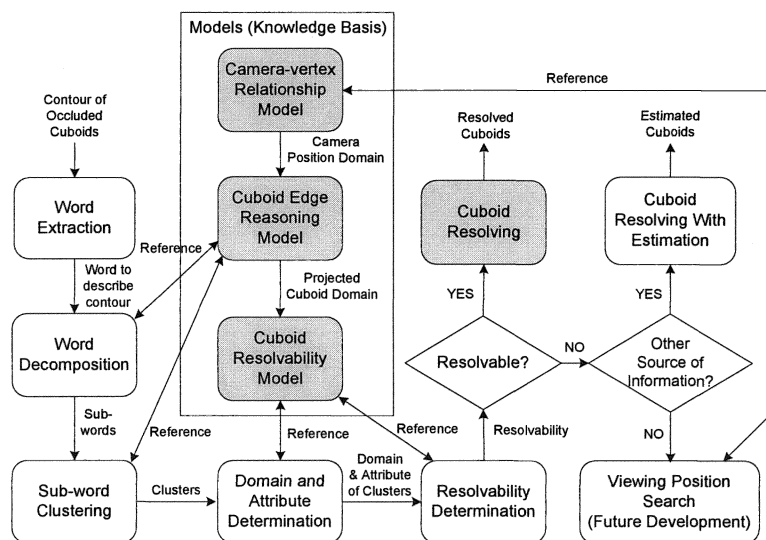 Models (Knowledge Basis)
Camera-vertex
Relationship
Model
Reference
Contour of
Occluded
Cuboids
Camera
Position Domain
Resolved
Cuboids
Estimated
Cuboids
Word
Extraction
Cuboid Edge
Reasoning
Model
Cuboid
Resolving
Cuboid
Resolving With
Estimation
Reference
Word to
describe
contour
Projected
Cuboid Domain
YES
YES
Word
Decomposition
Cuboid
Resolvability
Model
Resolvable?
NO
Other
Source of
Information?
Sub-
words
Reference
Reference
Reference
Resolvability
NO
Sub-word
Clustering
Clusters
Domain and
Attribute
Determination
Domain
& Attribute
of Clusters
Resolvability
Determination
Viewing Position
Search
(Future Development)